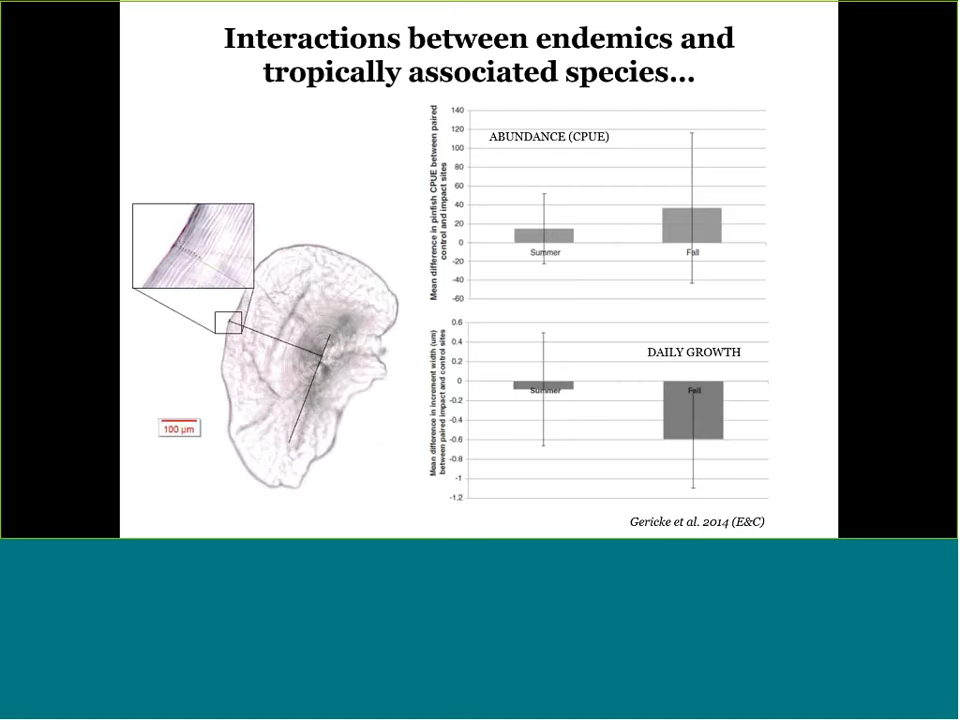 Interactions between endemics and
tropically associated species...
Mean difference in pinfish CPUE between paired
control and impact sites
140
120
100
80
60
40
20
0
-20
-40
-60
ABUNDANCE (CPUE)
Summer
Fall
Mean difference in increment width (um)
between paired impact and control sites
0.6
0.4
0.2
0
-0.2
-0.4
-0.6
-0.8
-1
-1.2
DAILY GROWTH
Summer
Fall
100 µm
Gericke et al. 2014 (E&C)